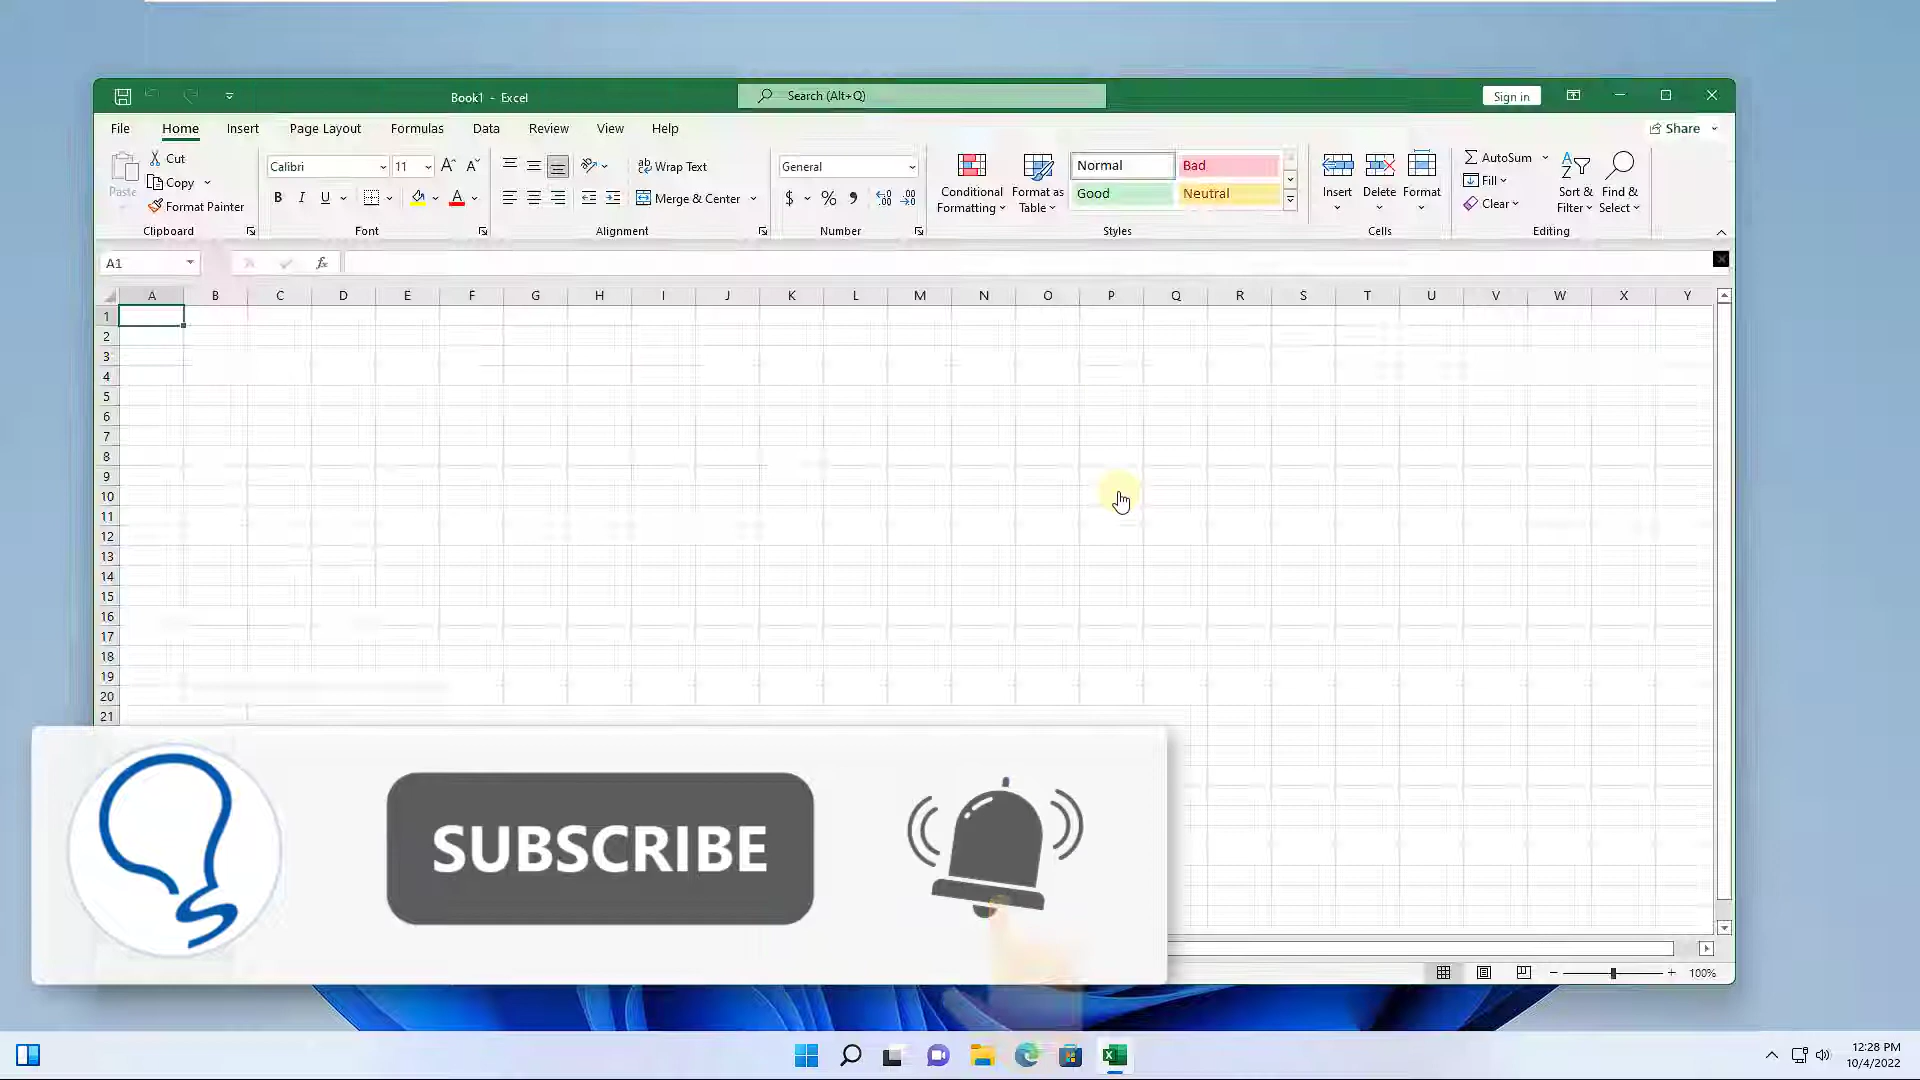 Book1 - Excel
Search (Alt+Q)
Sign in
File Home Insert Page Layout Formulas Data Review View Help
Share
Paste
Cut
Copy
Format Painter
Clipboard
Calibri 11
B I U A
Font
Wrap Text
Merge & Center
Alignment
General
$ % 9
Number
Conditional Formatting
Format as Table
Normal Bad
Good Neutral
Styles
Insert Delete Format
Cells
AutoSum
Fill
Clear
Sort & Filter
Find & Select
Editing
A1 fx
A B C D E F G H I J K L M N O P Q R S T U V W X Y
1
2
3
4
5
6
7
8
9
10
11
12
13
14
15
16
17
18
19
20
21
SUBSCRIBE
100%
12:28 PM
10/4/2022